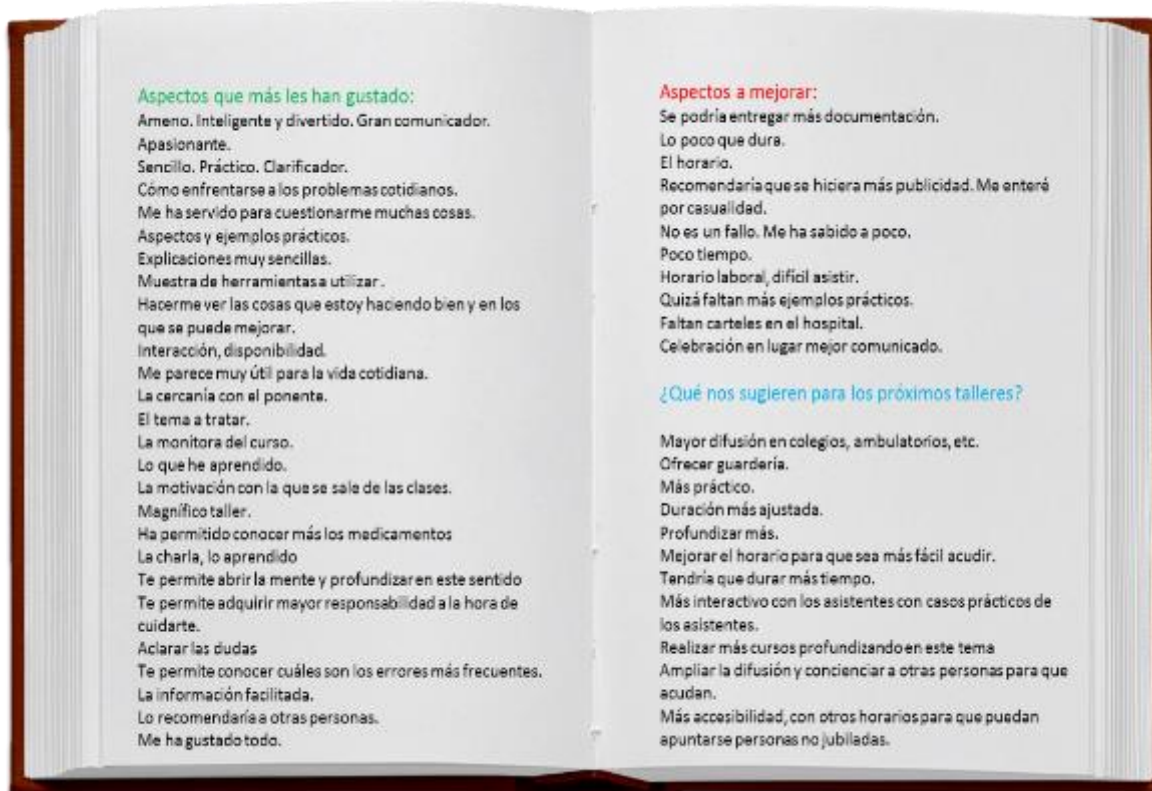 Aspectos que más les han gustado:
Ameno. Inteligente y divertido. Gran comunicador.
Apasionante.
Sencillo. Práctico. Clarificador.
Cómo enfrentarse a los problemas cotidianos.
Me ha servido para cuestionarme muchas cosas.
Aspectos y ejemplos prácticos.
Explicaciones muy sencillas.
Muestra de herramientas a utilizar.
Hacerme ver las cosas que estoy haciendo bien y en los
que se puede mejorar.
Interacción, disponibilidad.
Me parece muy útil para la vida cotidiana.
La cercanía con el ponente.
El tema a tratar.
La monitora del curso.
Lo que he aprendido.
La motivación con la que se sale de las clases.
Magnífico taller.
Ha permitido conocer más los medicamentos
La charla, lo aprendido
Te permite abrir la mente y profundizar en este sentido
Te permite adquirir mayor responsabilidad a la hora de
cuidarte.
Aclarar las dudas
Te permite conocer cuáles son los errores más frecuentes.
La información facilitada.
Lo recomendaría a otras personas.
Me ha gustado todo.
Aspectos a mejorar:
Se podría entregar más documentación.
Lo poco que dura.
El horario.
Recomendaría que se hiciera más publicidad. Me enteré
por casualidad.
No es un fallo. Me ha sabido a poco.
Poco tiempo.
Horario laboral, difícil asistir.
Quizá faltan más ejemplos prácticos.
Faltan carteles en el hospital.
Celebración en lugar mejor comunicado.
¿Qué nos sugieren para los próximos talleres?
Mayor difusión en colegios, ambulatorios, etc.
Ofrecer guardería.
Más práctico.
Duración más ajustada.
Profundizar más.
Mejorar el horario para que sea más fácil acudir.
Tendría que durar más tiempo.
Más interactivo con los asistentes con casos prácticos de
los asistentes.
Realizar más cursos profundizando en este tema
Ampliar la difusión y concienciar a otras personas para que
acudan.
Más accesibilidad, con otros horarios para que puedan
apuntarse personas no jubiladas.